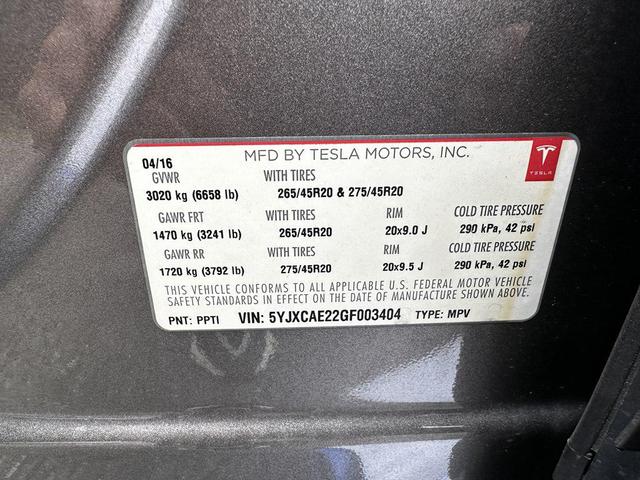 04/16 MFD BY TESLA MOTORS, INC.
TESLA
GVWR WITH TIRES
3020 kg (6658 lb) 265/45R20 & 275/45R20
GAWR FRT WITH TIRES RIM COLD TIRE PRESSURE
1470 kg (3241 lb) 265/45R20 20x9.0 J 290 kPa, 42 psi
GAWR RR WITH TIRES RIM COLD TIRE PRESSURE
1720 kg (3792 lb) 275/45R20 20x9.5 J 290 kPa, 42 psi
THIS VEHICLE CONFORMS TO ALL APPLICABLE U.S. FEDERAL MOTOR VEHICLE
SAFETY STANDARDS IN EFFECT ON THE DATE OF MANUFACTURE SHOWN ABOVE.
PNT: PPTI VIN: 5YJXCAE22GF003404 TYPE: MPV